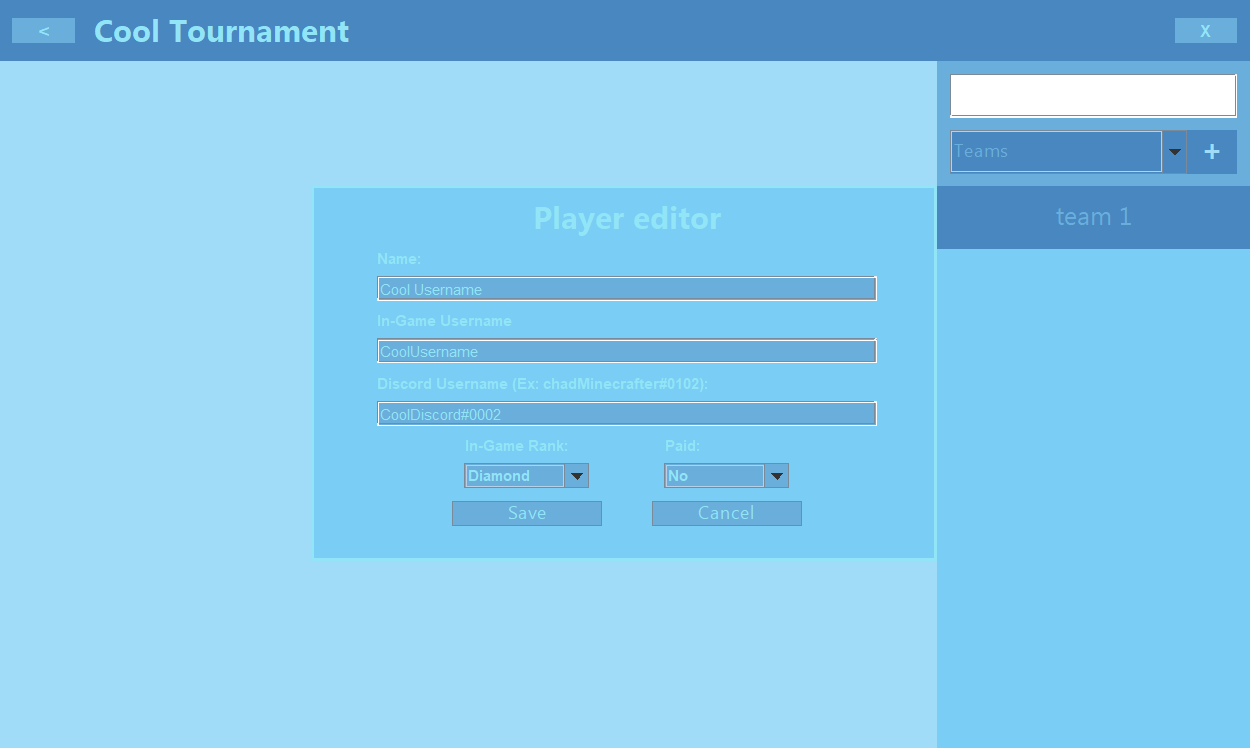 <
Cool Tournament
X
Teams
+
team 1
Player editor
Name:
Cool Username
In-Game Username
CoolUsername
Discord Username (Ex: chadMinecrafter#0102):
CoolDiscord#0002
In-Game Rank: Paid:
Diamond No
Save Cancel